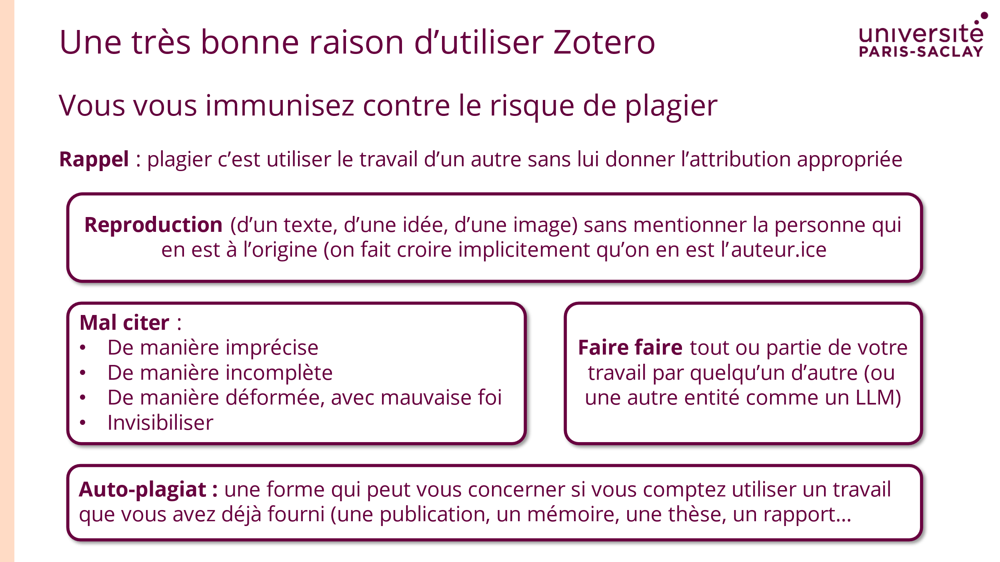 Une très bonne raison d’utiliser Zotero
université
PARIS-SACLAY
Vous vous immunisez contre le risque de plagier
Rappel : plagier c’est utiliser le travail d’un autre sans lui donner l’attribution appropriée
Reproduction (d’un texte, d’une idée, d’une image) sans mentionner la personne qui
en est à l’origine (on fait croire implicitement qu’on en est l’auteur.ice
Mal citer :
• De manière imprécise
• De manière incomplète
• De manière déformée, avec mauvaise foi
• Invisibiliser
Faire faire tout ou partie de votre
travail par quelqu’un d’autre (ou
une autre entité comme un LLM)
Auto-plagiat : une forme qui peut vous concerner si vous comptez utiliser un travail
que vous avez déjà fourni (une publication, un mémoire, une thèse, un rapport…